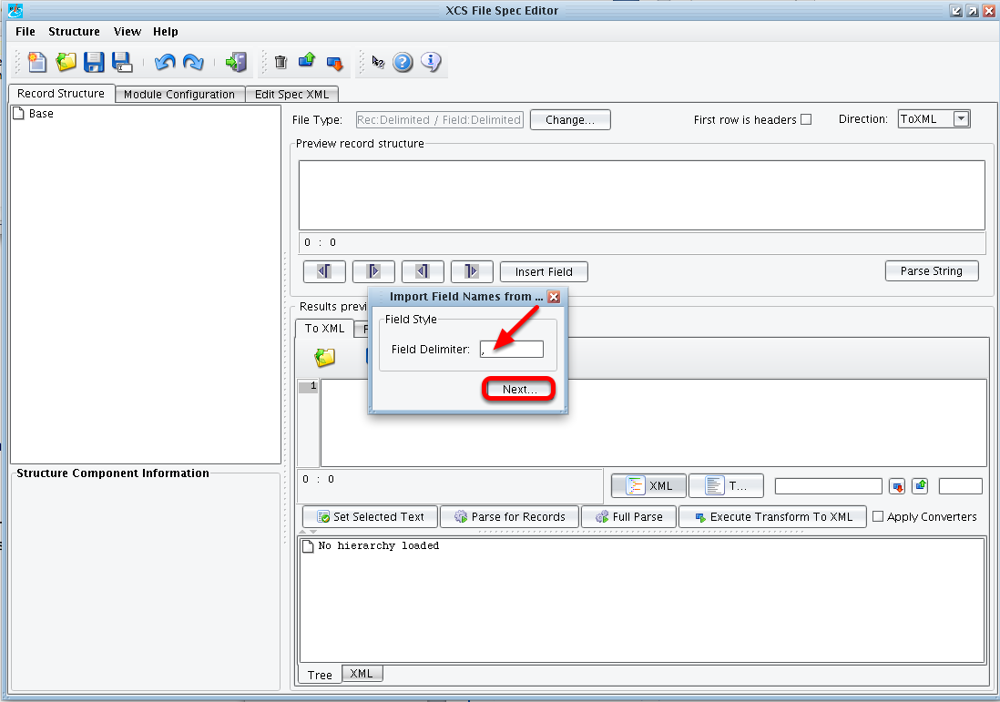 XCS File Spec Editor
File Structure View Help
Record Structure Module Configuration Edit Spec XML
Base
File Type: Rec:Delimited / Field:Delimited Change... First row is headers Direction: ToXML
Preview record structure
0 : 0
Insert Field Parse String
Import Field Names from ...
Results previ
Field Style
To XML
Field Delimiter: ,
Next...
1
Structure Component Information
0 : 0
XML T...
Set Selected Text Parse for Records Full Parse Execute Transform To XML Apply Converters
No hierarchy loaded
Tree XML